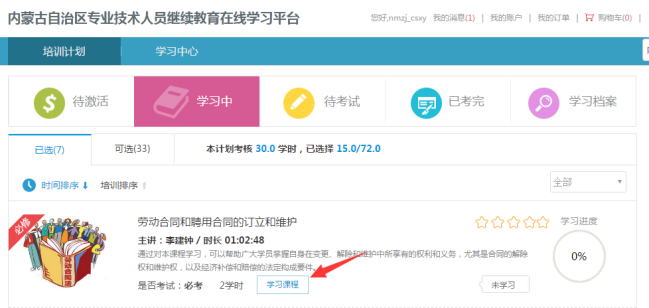 内蒙古自治区专业技术人员继续教育在线学习平台
您好,nmzj_csxy 我的消息(1) | 我的账户 | 我的订单 | 购物车(0) |
培训计划 学习中心
待激活 学习中 待考试 已考完 学习档案
已选(7) 可选(33) 本计划考核 30.0 学时，已选择 15.0/72.0
时间排序 培训排序 全部
必修
劳动合同法
劳动合同和聘用合同的订立和维护 学习进度
主讲：李建钟 / 时长 01:02:48
通过对本课程学习，可以帮助广大学员掌握自身在变更、解除和维护中所享有的权利和义务，尤其是合同的解除
权和维护权，以及经济补偿和赔偿的法定构成要件。
0%
是否考试：必考 2学时 学习课程 未学习